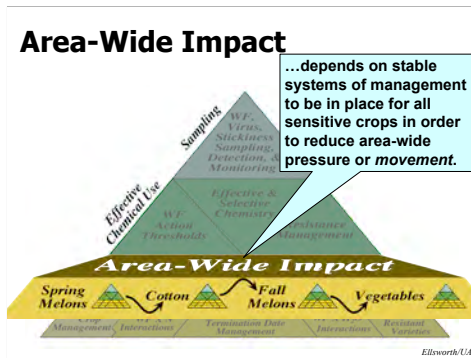 Area-Wide Impact
…depends on stable
systems of management
to be in place for all
sensitive crops in order
to reduce area-wide
pressure or movement.
Sampling
WF,
Virus,
Stickiness
Sampling,
Detection, &
Monitoring
Effective
Chemical Use
Effective &
Selective
Chemistry
WF
Action
Thresholds
Resistance
Management
Area-Wide Impact
Spring
Melons
Cotton
Fall
Melons
Vegetables
Management
Interactions
Termination Date
Management
Interactions
Resistant
Varieties
Ellsworth/UA